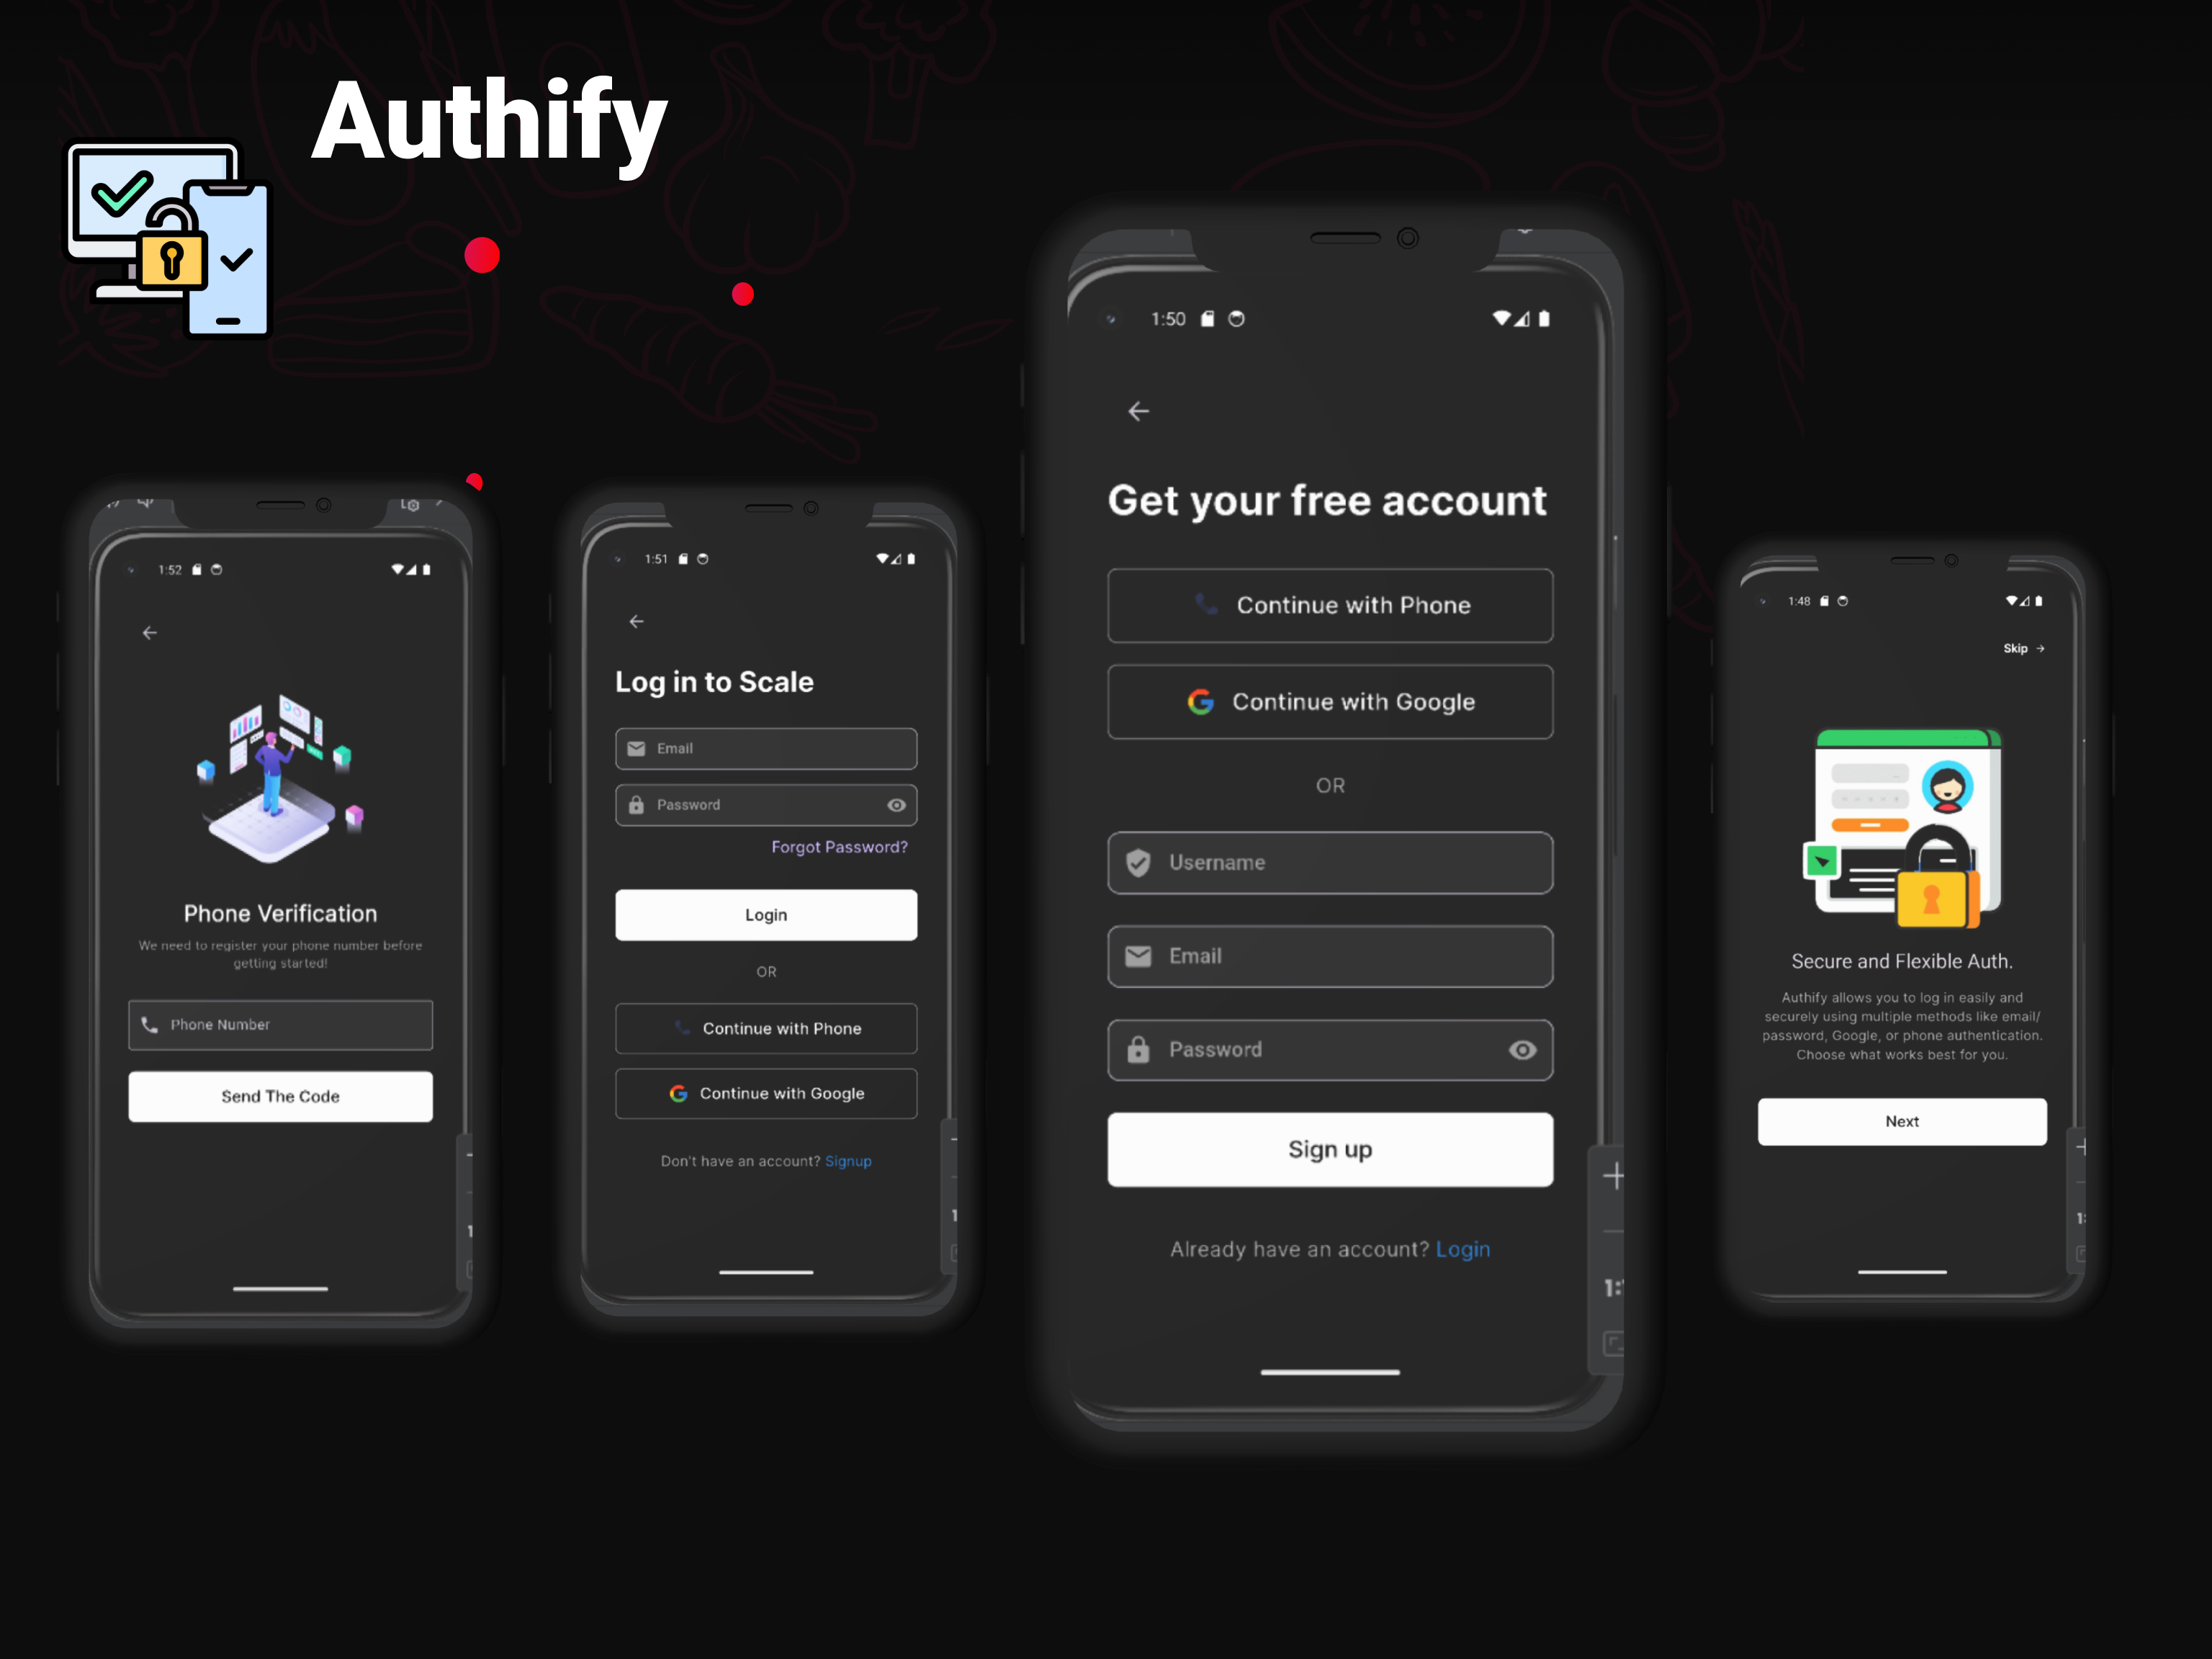 Authify
1:52
Phone Verification
We need to register your phone number before
getting started!
Phone Number
Send The Code
1:51
Log in to Scale
Email
Password
Forgot Password?
Login
OR
Continue with Phone
Continue with Google
Don't have an account? Signup
1:50
Get your free account
Continue with Phone
Continue with Google
OR
Username
Email
Password
Sign up
Already have an account? Login
1:48
Skip
Secure and Flexible Auth.
Authify allows you to log in easily and
securely using multiple methods like email/
password, Google, or phone authentication.
Choose what works best for you.
Next